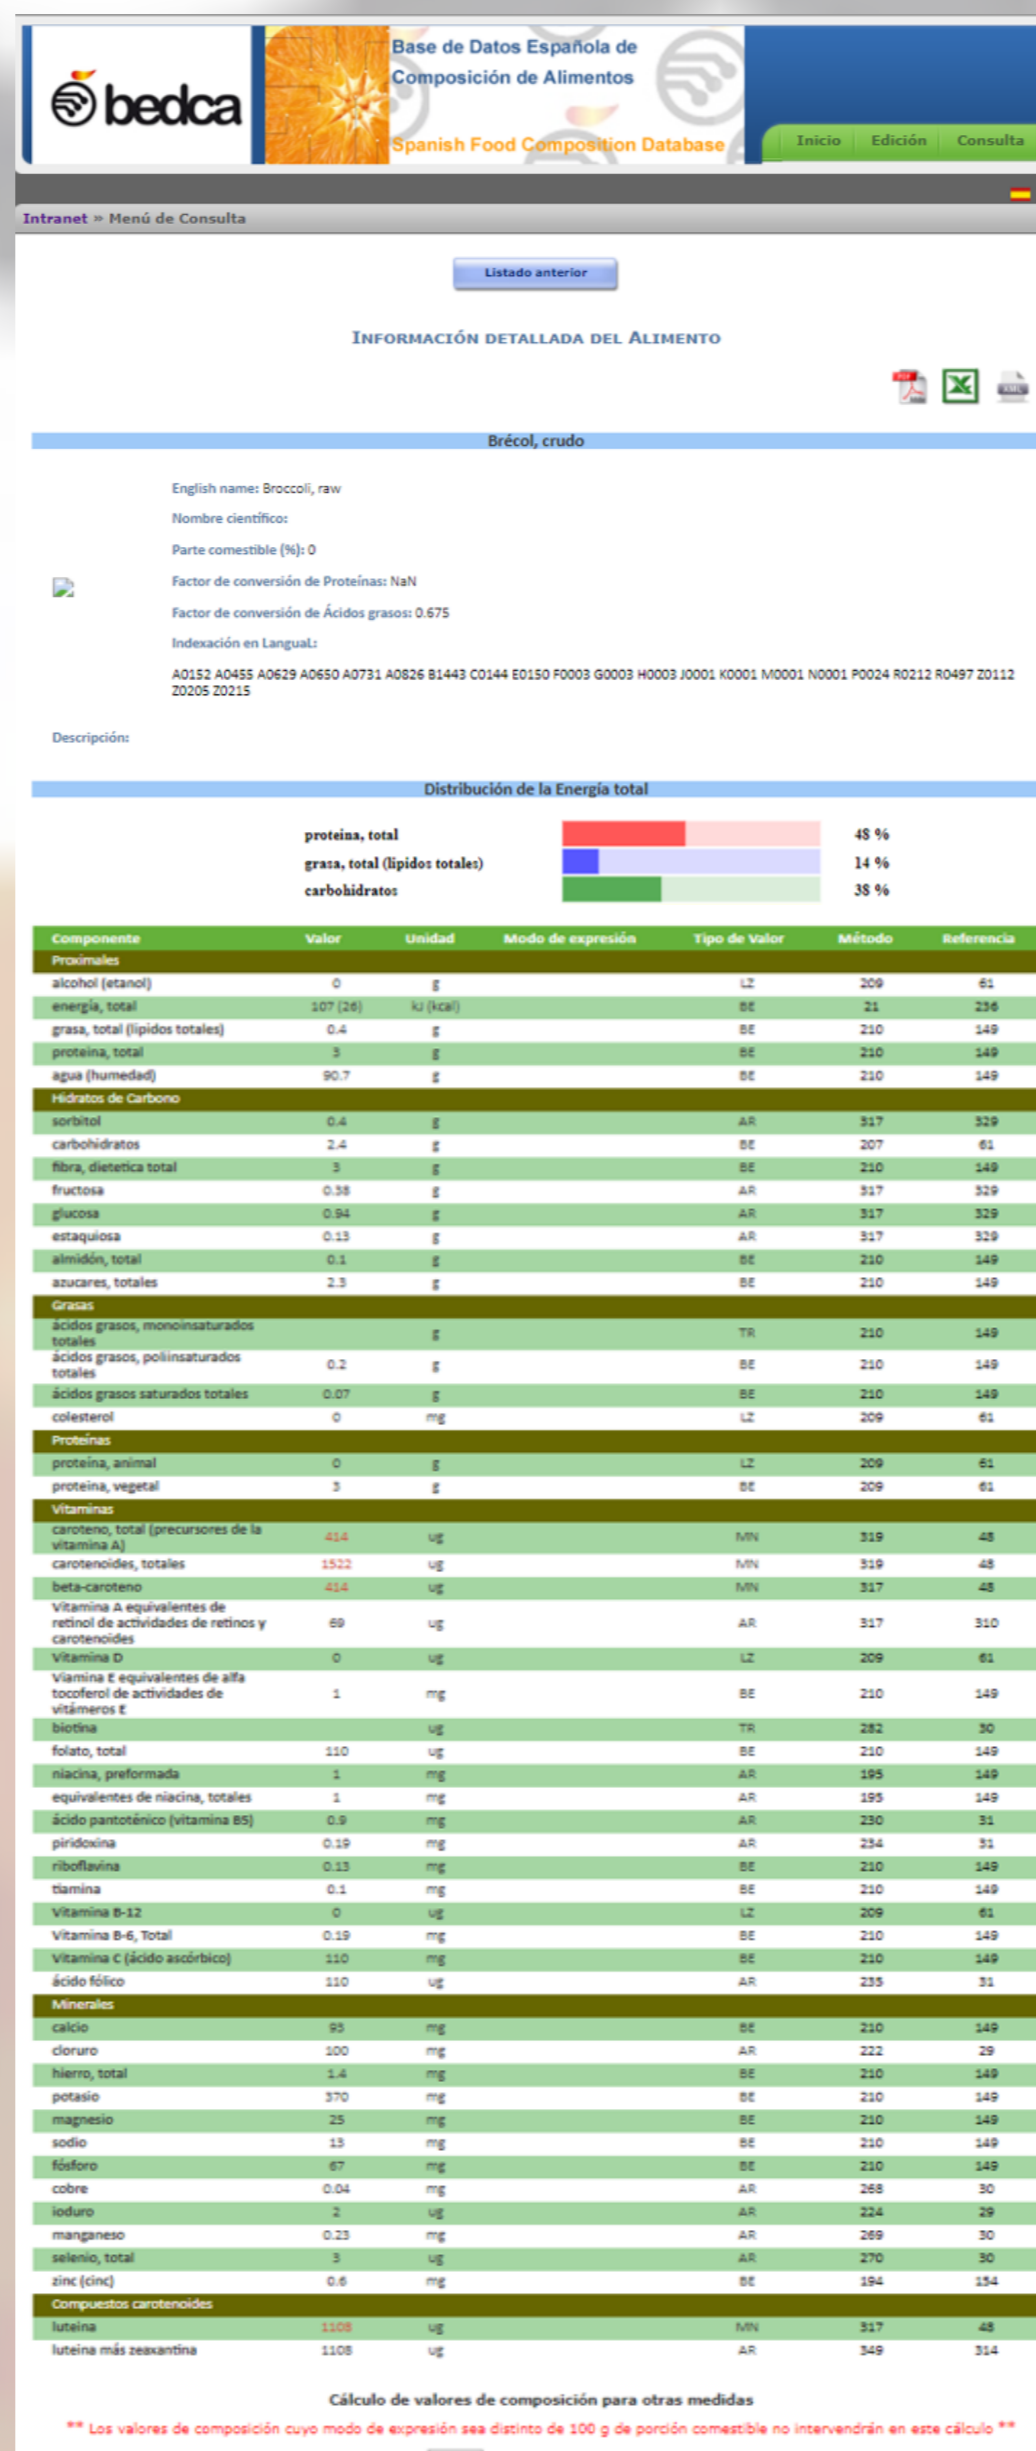 bedca
Base de Datos Española de
Composición de Alimentos
Spanish Food Composition Database
Inicio Edición Consulta
Intranet » Menú de Consulta
Listado anterior
INFORMACIÓN DETALLADA DEL ALIMENTO
PDF XML
Brécol, crudo
English name: Broccoli, raw
Nombre científico:
Parte comestible (%): 0
Factor de conversión de Proteínas: NaN
Factor de conversión de Ácidos grasos: 0.675
Indexación en LanguaL:
A0152 A0455 A0629 A0650 A0731 A0826 B1443 C0144 E0150 F0003 G0003 H0003 J0001 K0001 M0001 N0001 P0024 R0212 R0497 Z0112
Z0205 Z0215
Descripción:
Distribución de la Energía total
proteina, total 48 %
grasa, total (lipidos totales) 14 %
carbohidratos 38 %
Componente Valor Unidad Modo de expresión Tipo de Valor Método Referencia
Proximales
alcohol (etanol) 0 g LZ 209 61
energía, total 107 (26) kJ (kcal) BE 21 236
grasa, total (lipidos totales) 0.4 g BE 210 149
proteina, total 3 g BE 210 149
agua (humedad) 90.7 g BE 210 149
Hidratos de Carbono
sorbitol 0.4 g AR 317 329
carbohidratos 2.4 g BE 207 61
fibra, dietetica total 3 g BE 210 149
fructosa 0.38 g AR 317 329
glucosa 0.94 g AR 317 329
estaquiosa 0.13 g AR 317 329
almidón, total 0.1 g BE 210 149
azucares, totales 2.3 g BE 210 149
Grasas
ácidos grasos, monoinsaturados
totales g TR 210 149
ácidos grasos, poliinsaturados
totales 0.2 g BE 210 149
ácidos grasos saturados totales 0.07 g BE 210 149
colesterol 0 mg LZ 209 61
Proteínas
proteína, animal 0 g LZ 209 61
proteina, vegetal 3 g BE 209 61
Vitaminas
caroteno, total (precursores de la
vitamina A) 414 ug MN 319 48
carotenoides, totales 1522 ug MN 319 48
beta-caroteno 414 ug MN 317 48
Vitamina A equivalentes de
retinol de actividades de retinos y
carotenoides 69 ug AR 317 310
Vitamina D 0 ug LZ 209 61
Viamina E equivalentes de alfa
tocoferol de actividades de
vitámeros E 1 mg BE 210 149
biotina ug TR 282 30
folato, total 110 ug BE 210 149
niacina, preformada 1 mg AR 195 149
equivalentes de niacina, totales 1 mg AR 195 149
ácido pantoténico (vitamina B5) 0.9 mg AR 230 31
piridoxina 0.19 mg AR 234 31
riboflavina 0.13 mg BE 210 149
tiamina 0.1 mg BE 210 149
Vitamina B-12 0 ug LZ 209 61
Vitamina B-6, Total 0.19 mg BE 210 149
Vitamina C (ácido ascórbico) 110 mg BE 210 149
ácido fólico 110 ug AR 235 31
Minerales
calcio 93 mg BE 210 149
cloruro 100 mg AR 222 29
hierro, total 1.4 mg BE 210 149
potasio 370 mg BE 210 149
magnesio 25 mg BE 210 149
sodio 13 mg BE 210 149
fósforo 67 mg BE 210 149
cobre 0.04 mg AR 268 30
ioduro 2 ug AR 224 29
manganeso 0.23 mg AR 269 30
selenio, total 3 ug AR 270 30
zinc (cinc) 0.6 mg BE 194 154
Compuestos carotenoides
luteina 1108 ug MN 317 48
luteina más zeaxantina 1108 ug AR 349 314
Cálculo de valores de composición para otras medidas
** Los valores de composición cuyo modo de expresión sea distinto de 100 g de porción comestible no intervendrán en este cálculo **